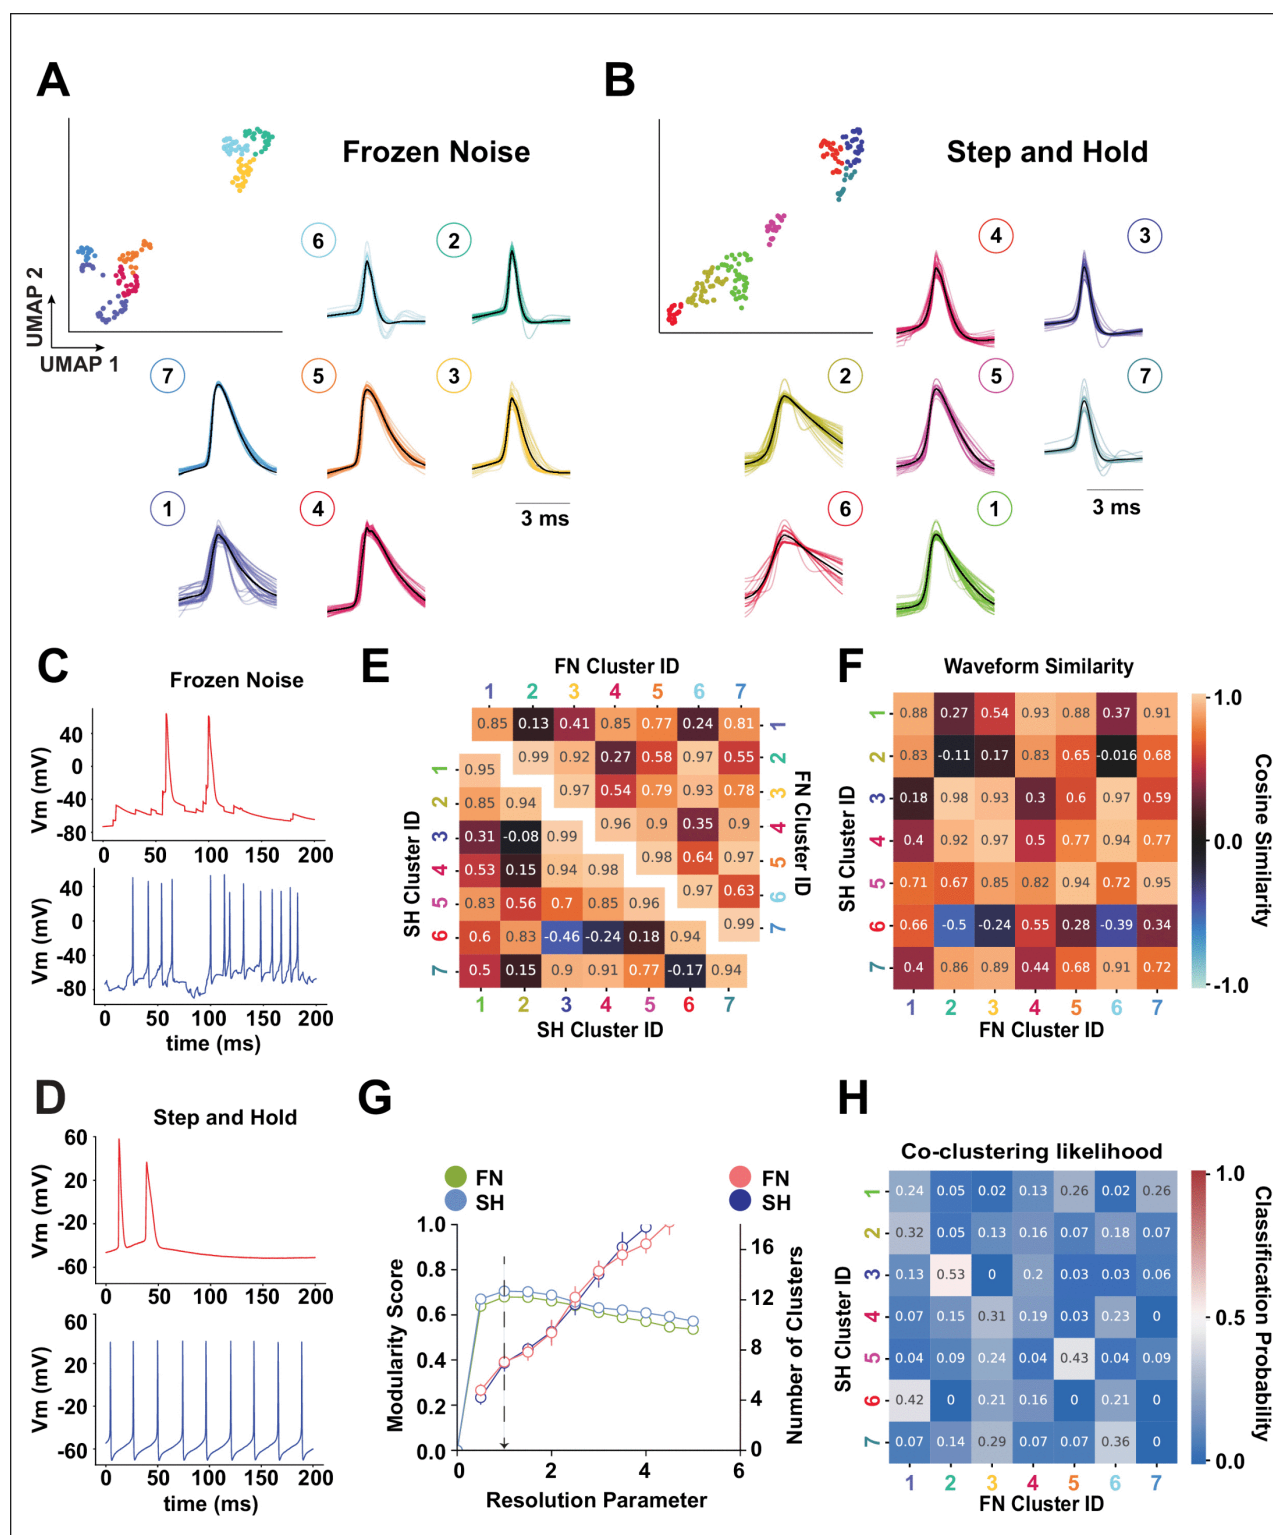 A
Frozen Noise
UMAP 2
UMAP 1
6
2
7
5
3
1
4
3 ms
B
Step and Hold
4
3
2
5
7
6
1
3 ms
C
Frozen Noise
Vm (mV)
40
0
-40
-80
0 50 100 150 200
Vm (mV)
40
0
-40
-80
0 50 100 150 200
time (ms)
D
Step and Hold
Vm (mV)
60
20
-20
-60
0 50 100 150 200
Vm (mV)
60
20
-20
-60
0 50 100 150 200
time (ms)
E
FN Cluster ID
1 2 3 4 5 6 7
0.85 0.13 0.41 0.85 0.77 0.24 0.81 1
0.99 0.92 0.27 0.58 0.97 0.55 2
0.97 0.54 0.79 0.93 0.78 3
0.96 0.9 0.35 0.9 4
0.98 0.64 0.97 5
0.97 0.63 6
0.99 7
FN Cluster ID
SH Cluster ID
1 0.95
2 0.85 0.94
3 0.31 -0.08 0.99
4 0.53 0.15 0.94 0.98
5 0.83 0.56 0.7 0.85 0.96
6 0.6 0.83 -0.46 -0.24 0.18 0.94
7 0.5 0.15 0.9 0.91 0.77 -0.17 0.94
1 2 3 4 5 6 7
SH Cluster ID
F
Waveform Similarity
SH Cluster ID
1 0.88 0.27 0.54 0.93 0.88 0.37 0.91
2 0.83 -0.11 0.17 0.83 0.65 -0.016 0.68
3 0.18 0.98 0.93 0.3 0.6 0.97 0.59
4 0.4 0.92 0.97 0.5 0.77 0.94 0.77
5 0.71 0.67 0.85 0.82 0.94 0.72 0.95
6 0.66 -0.5 -0.24 0.55 0.28 -0.39 0.34
7 0.4 0.86 0.89 0.44 0.68 0.91 0.72
1 2 3 4 5 6 7
FN Cluster ID
1.0
0.0
-1.0
Cosine Similarity
G
FN
SH
FN
SH
Modularity Score
1.0
0.8
0.6
0.4
0.2
0.0
16
12
8
4
0
Number of Clusters
0 2 4 6
Resolution Parameter
H
Co-clustering likelihood
SH Cluster ID
1 0.24 0.05 0.02 0.13 0.26 0.02 0.26
2 0.32 0.05 0.13 0.16 0.07 0.18 0.07
3 0.13 0.53 0 0.2 0.03 0.03 0.06
4 0.07 0.15 0.31 0.19 0.03 0.23 0
5 0.04 0.09 0.24 0.04 0.43 0.04 0.09
6 0.42 0 0.21 0.16 0 0.21 0
7 0.07 0.14 0.29 0.07 0.07 0.36 0
1 2 3 4 5 6 7
FN Cluster ID
1.0
0.5
0.0
Classification Probability